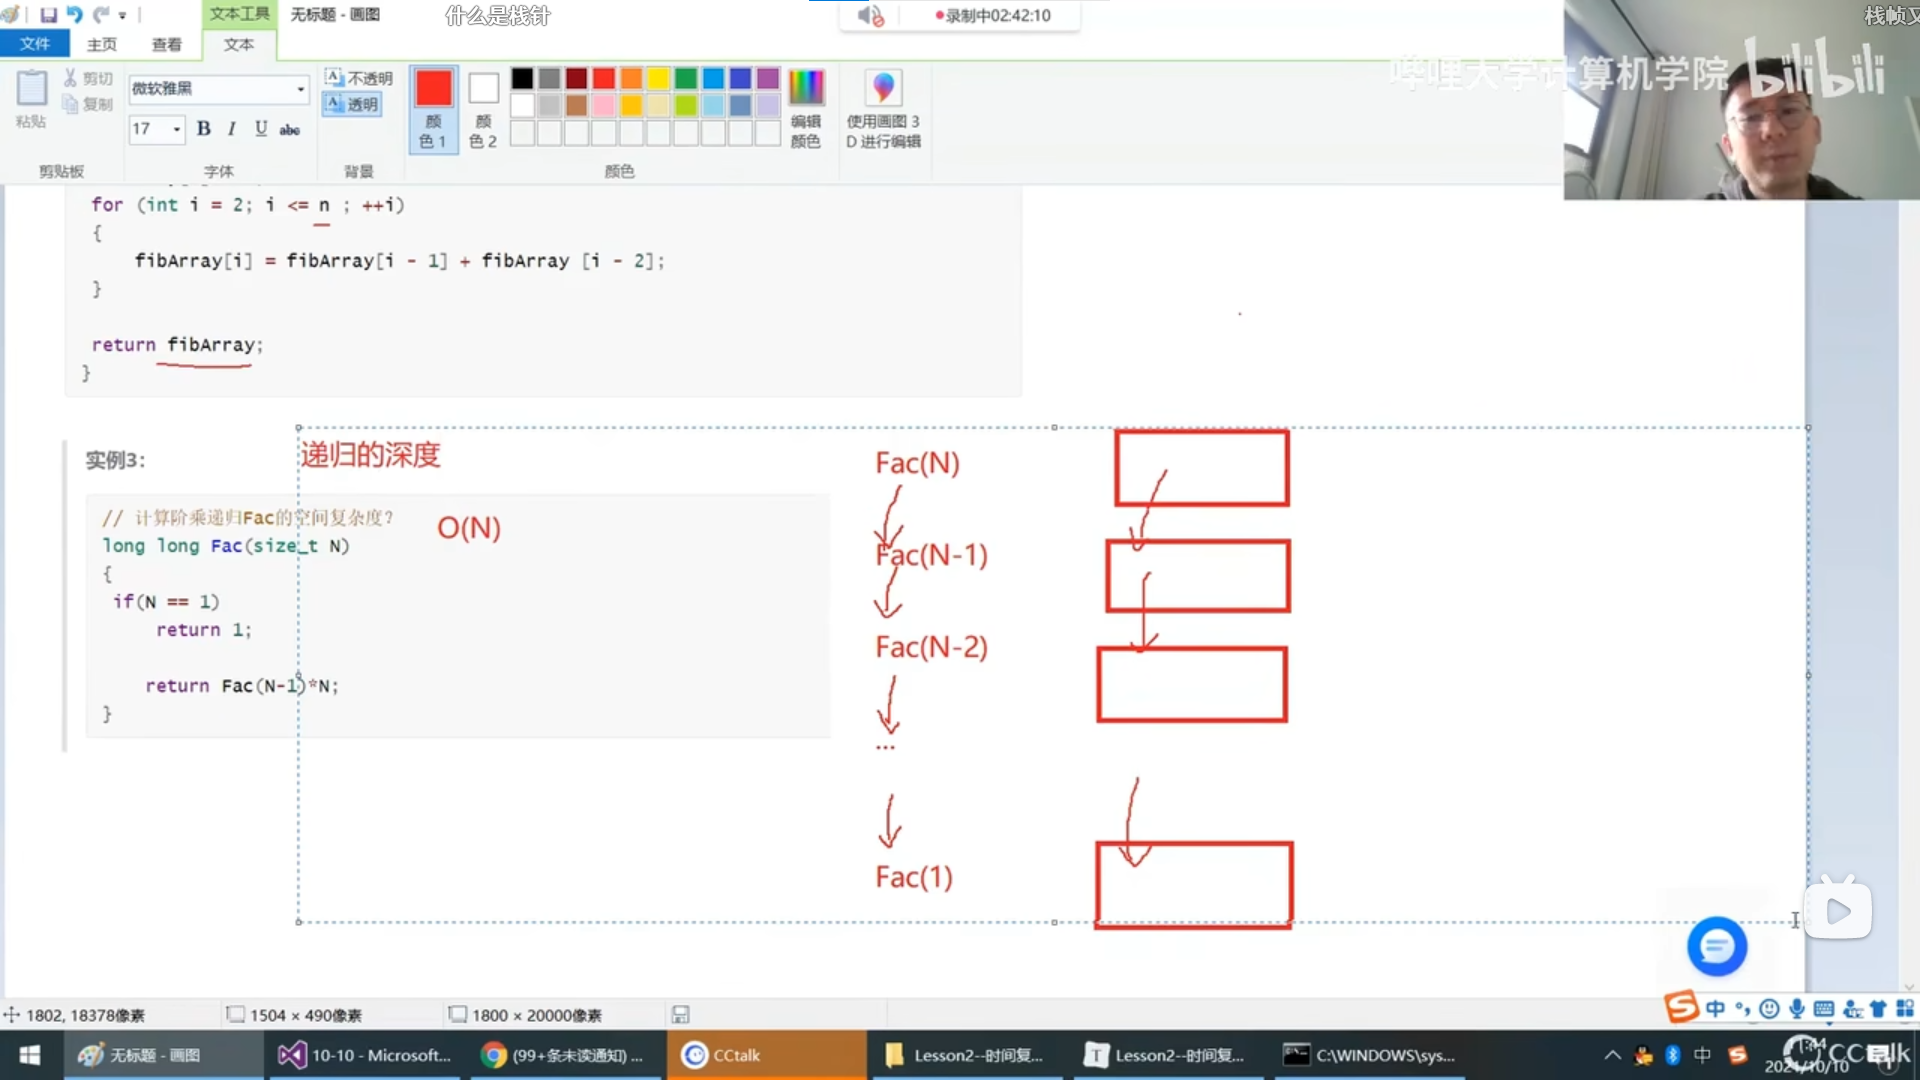 文本工具
无标题 - 画图
什么是栈针
●录制中02:42:10
栈帧又
文件 主页 查看 文本
粘贴
剪切
复制
剪贴板
微软雅黑
17 B I U abc
字体
不透明
透明
背景
颜色 1
颜色 2
编辑颜色
颜色
使用画图 3D 进行编辑
哔哩大学计算机学院 bilibili
for (int i = 2; i <= n ; ++i)
{
fibArray[i] = fibArray[i - 1] + fibArray [i - 2];
}
return fibArray;
}
实例3:
递归的深度
// 计算阶乘递归Fac的空间复杂度?
O(N)
long long Fac(size_t N)
{
if(N == 1)
return 1;
return Fac(N-1)*N;
}
Fac(N)
Fac(N-1)
Fac(N-2)
...
Fac(1)
中
1802, 18378像素
1504 × 490像素
1800 × 20000像素
无标题 - 画图
10-10 - Microsoft...
(99+条未读通知) ...
CCtalk
Lesson2--时间复...
Lesson2--时间复...
C:\WINDOWS\sys...
中
2021/10/10
CCtalk